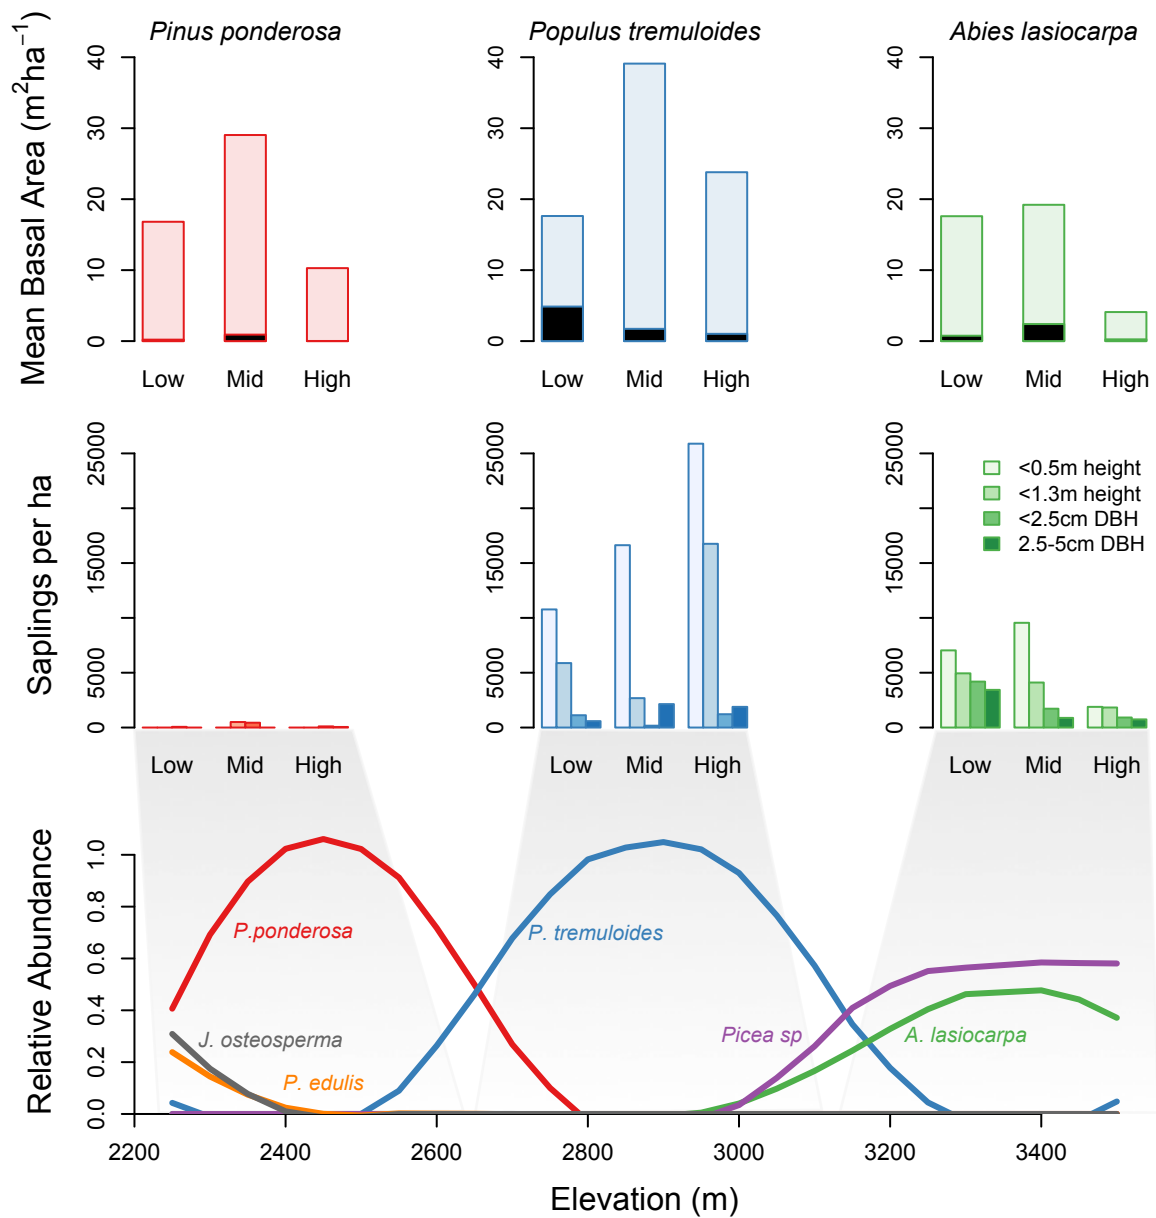 Pinus ponderosa
Populus tremuloides
Abies lasiocarpa
Mean Basal Area (m²ha⁻¹)
40
30
20
10
0
Low Mid High
40
30
20
10
0
Low Mid High
40
30
20
10
0
Low Mid High
Saplings per ha
25000
15000
5000
0
Low Mid High
25000
15000
5000
0
Low Mid High
25000
15000
5000
0
<0.5m height
<1.3m height
<2.5cm DBH
2.5-5cm DBH
Low Mid High
Relative Abundance
1.0
0.8
0.6
0.4
0.2
0.0
P.ponderosa
P. tremuloides
J. osteosperma
P. edulis
Picea sp
A. lasiocarpa
2200 2400 2600 2800 3000 3200 3400
Elevation (m)